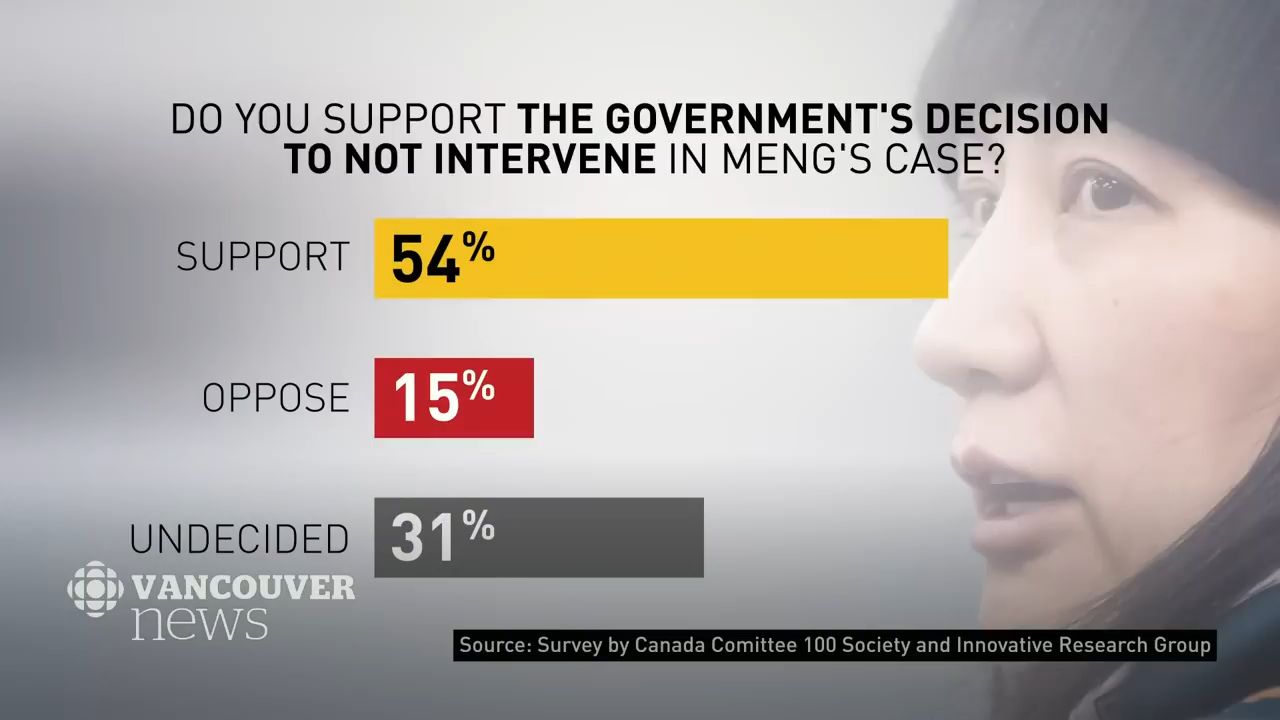 DO YOU SUPPORT THE GOVERNMENT'S DECISION
TO NOT INTERVENE IN MENG'S CASE?
SUPPORT 54%
OPPOSE 15%
UNDECIDED 31%
VANCOUVER
news
Source: Survey by Canada Comittee 100 Society and Innovative Research Group